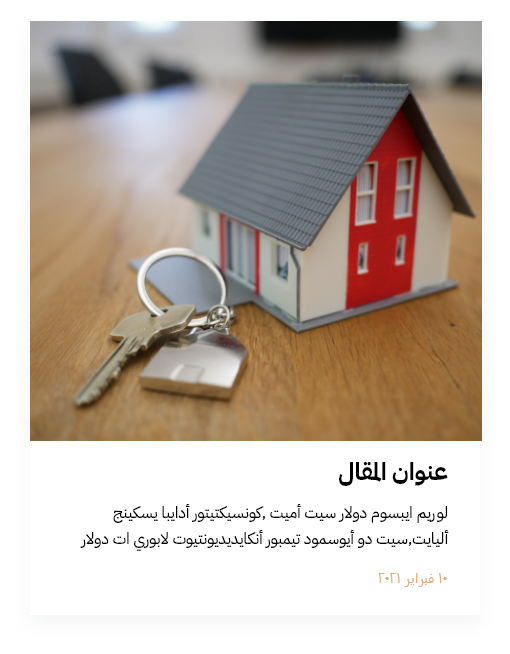 عنوان المقال
لوريم ايبسوم دولار سيت أميت ,كونسيكتيتور أدايبا يسكينج
أليايت,سيت دو أيوسمود تيمبور أنكايديديونتيوت لابوري ات دولار
١٠ فبراير ٢٠٢١